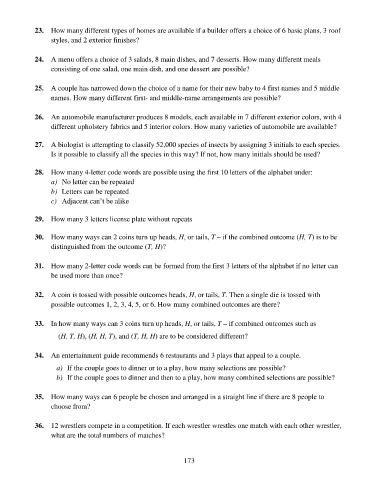 23. How many different types of homes are available if a builder offers a choice of 6 basic plans, 3 roof
styles, and 2 exterior finishes?
24. A menu offers a choice of 3 salads, 8 main dishes, and 7 desserts. How many different meals
consisting of one salad, one main dish, and one dessert are possible?
25. A couple has narrowed down the choice of a name for their new baby to 4 first names and 5 middle
names. How many different first- and middle-name arrangements are possible?
26. An automobile manufacturer produces 8 models, each available in 7 different exterior colors, with 4
different upholstery fabrics and 5 interior colors. How many varieties of automobile are available?
27. A biologist is attempting to classify 52,000 species of insects by assigning 3 initials to each species.
Is it possible to classify all the species in this way? If not, how many initials should be used?
28. How many 4-letter code words are possible using the first 10 letters of the alphabet under:
a) No letter can be repeated
b) Letters can be repeated
c) Adjacent can't be alike
29. How many 3 letters license plate without repeats
30. How many ways can 2 coins turn up heads, H, or tails, T – if the combined outcome (H, T) is to be
distinguished from the outcome (T, H)?
31. How many 2-letter code words can be formed from the first 3 letters of the alphabet if no letter can
be used more than once?
32. A coin is tossed with possible outcomes heads, H, or tails, T. Then a single die is tossed with
possible outcomes 1, 2, 3, 4, 5, or 6. How many combined outcomes are there?
33. In how many ways can 3 coins turn up heads, H, or tails, T – if combined outcomes such as
(H, T, H), (H, H, T), and (T, H, H) are to be considered different?
34. An entertainment guide recommends 6 restaurants and 3 plays that appeal to a couple.
a) If the couple goes to dinner or to a play, how many selections are possible?
b) If the couple goes to dinner and then to a play, how many combined selections are possible?
35. How many ways can 6 people be chosen and arranged in a straight line if there are 8 people to
choose from?
36. 12 wrestlers compete in a competition. If each wrestler wrestles one match with each other wrestler,
what are the total numbers of matches?
173